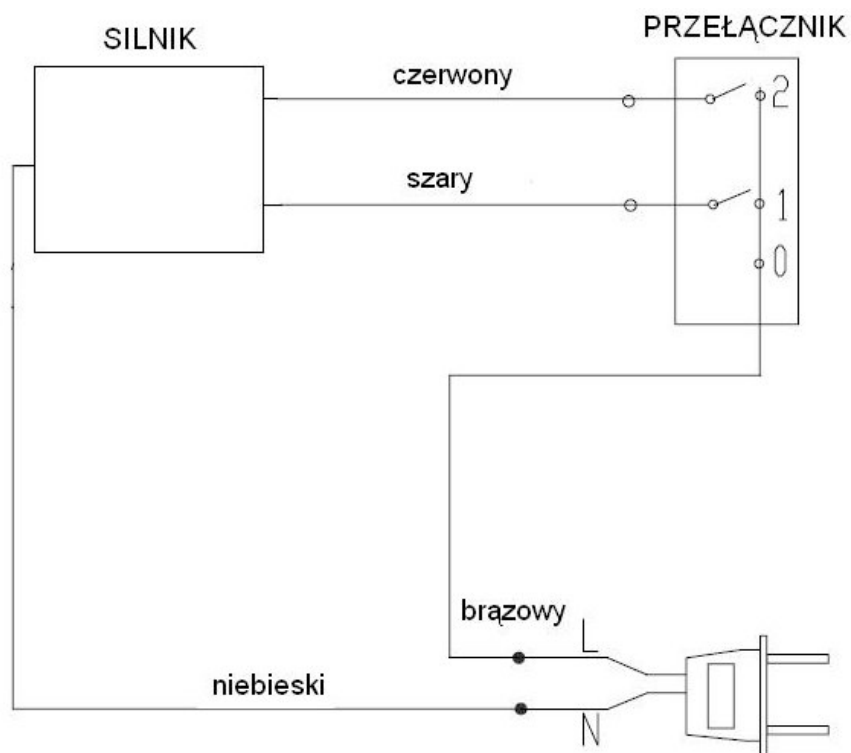 SILNIK
PRZEŁĄCZNIK
czerwony
2
szary
1
0
brązowy
L
niebieski
N